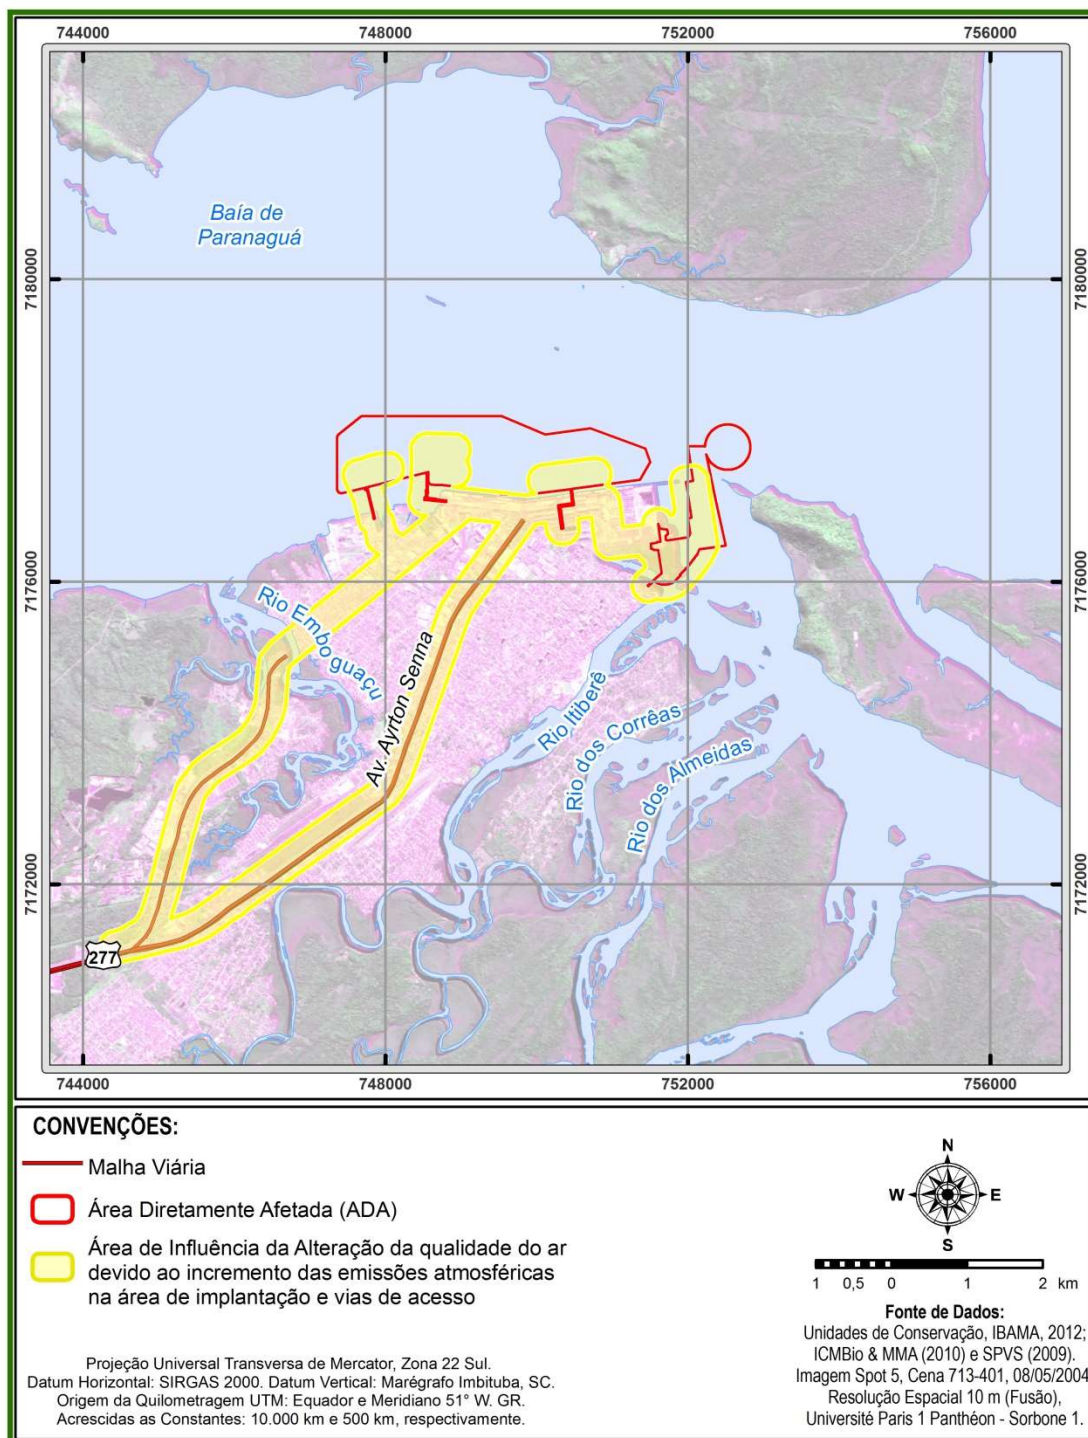 744000 748000 752000 756000
Baía de
Paranaguá
7180000 7180000
7176000 7176000
Rio Emboguaçu
Av. Ayrton Senna
Rio Itiberê
Rio dos Corrêas
Rio dos Almeidas
7172000 7172000
277
744000 748000 752000 756000
CONVENÇÕES:
Malha Viária
Área Diretamente Afetada (ADA)
Área de Influência da Alteração da qualidade do ar
devido ao incremento das emissões atmosféricas
na área de implantação e vias de acesso
Projeção Universal Transversa de Mercator, Zona 22 Sul.
Datum Horizontal: SIRGAS 2000. Datum Vertical: Marégrafo Imbituba, SC.
Origem da Quilometragem UTM: Equador e Meridiano 51° W. GR.
Acrescidas as Constantes: 10.000 km e 500 km, respectivamente.
N
W E
S
1 0,5 0 1 2 km
Fonte de Dados:
Unidades de Conservação, IBAMA, 2012;
ICMBio & MMA (2010) e SPVS (2009).
Imagem Spot 5, Cena 713-401, 08/05/2004
Resolução Espacial 10 m (Fusão),
Université Paris 1 Panthéon - Sorbone 1.